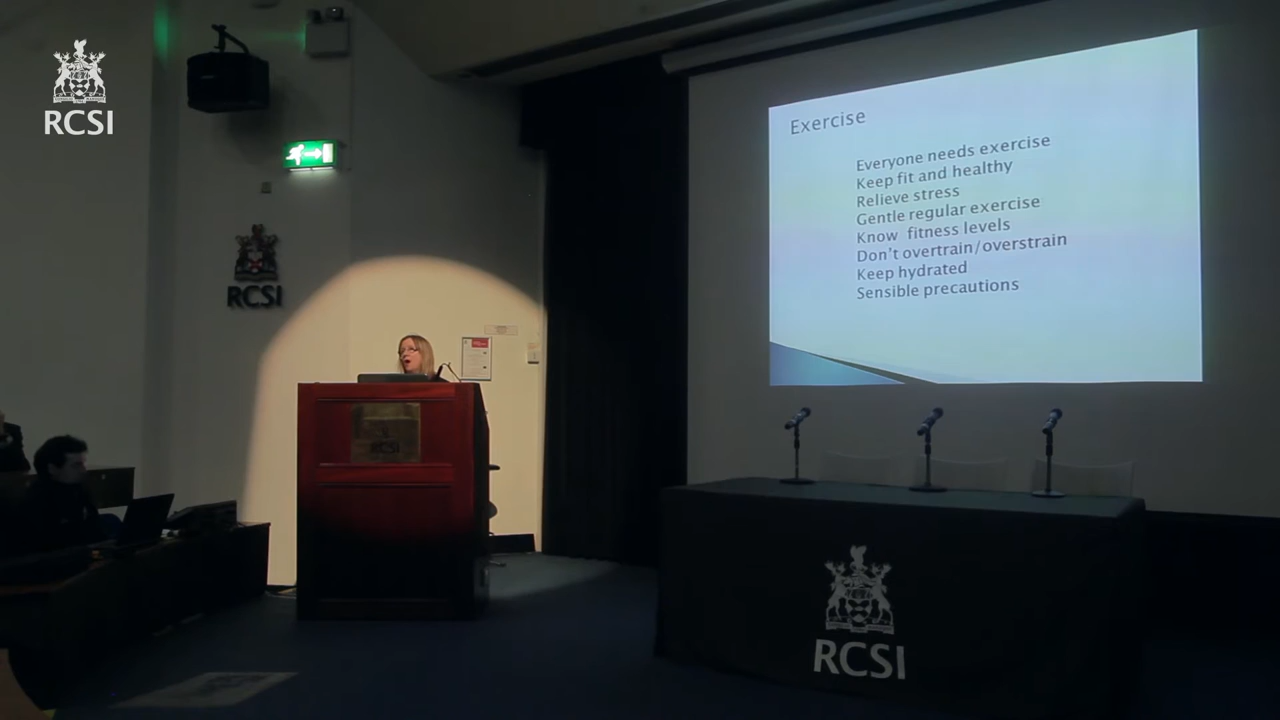 RCSI
RCSI
Exercise
Everyone needs exercise
Keep fit and healthy
Relieve stress
Gentle regular exercise
Know fitness levels
Don't overtrain/overstrain
Keep hydrated
Sensible precautions
RCSI
RCSI